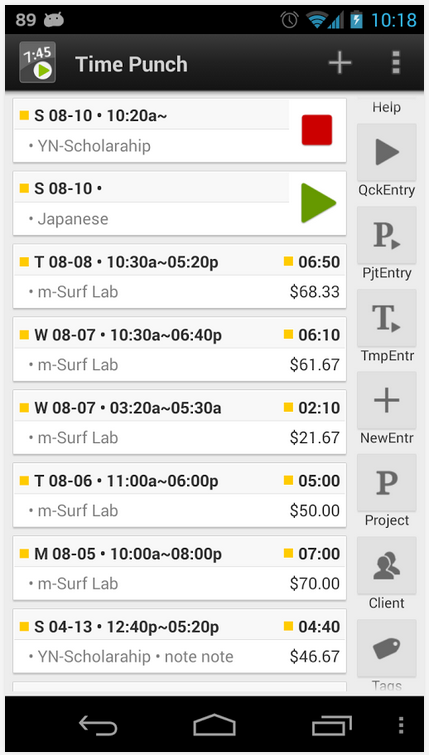 89 10:18
7:45 Time Punch
S 08-10 • 10:20a~
• YN-Scholarahip
S 08-10 •
• Japanese
T 08-08 • 10:30a~05:20p 06:50
• m-Surf Lab $68.33
W 08-07 • 10:30a~06:40p 06:10
• m-Surf Lab $61.67
W 08-07 • 03:20a~05:30a 02:10
• m-Surf Lab $21.67
T 08-06 • 11:00a~06:00p 05:00
• m-Surf Lab $50.00
M 08-05 • 10:00a~08:00p 07:00
• m-Surf Lab $70.00
S 04-13 • 12:40p~05:20p 04:40
• YN-Scholarahip • note note $46.67
Help
QckEntry
P
PjtEntry
T
TmpEntr
NewEntr
P
Project
Client
Tags